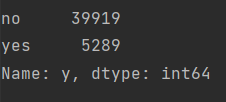 no     39919
yes     5289
Name: y, dtype: int64